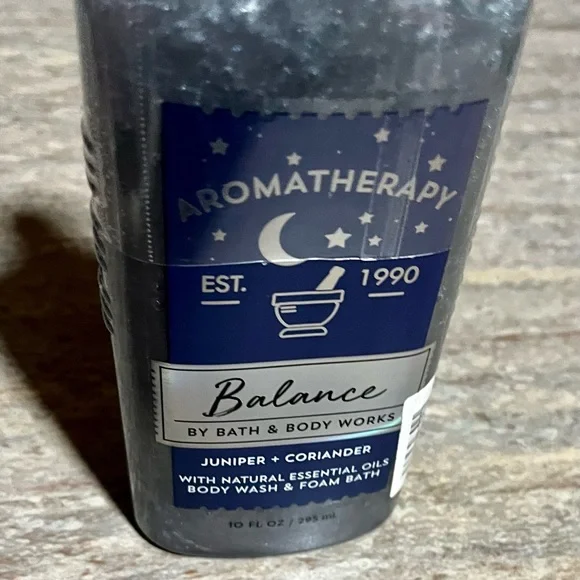 AROMATHERAPY
EST. 1990
Balance
BY BATH & BODY WORKS
JUNIPER + CORIANDER
WITH NATURAL ESSENTIAL OILS
BODY WASH & FOAM BATH
10 FL OZ / 295 mL